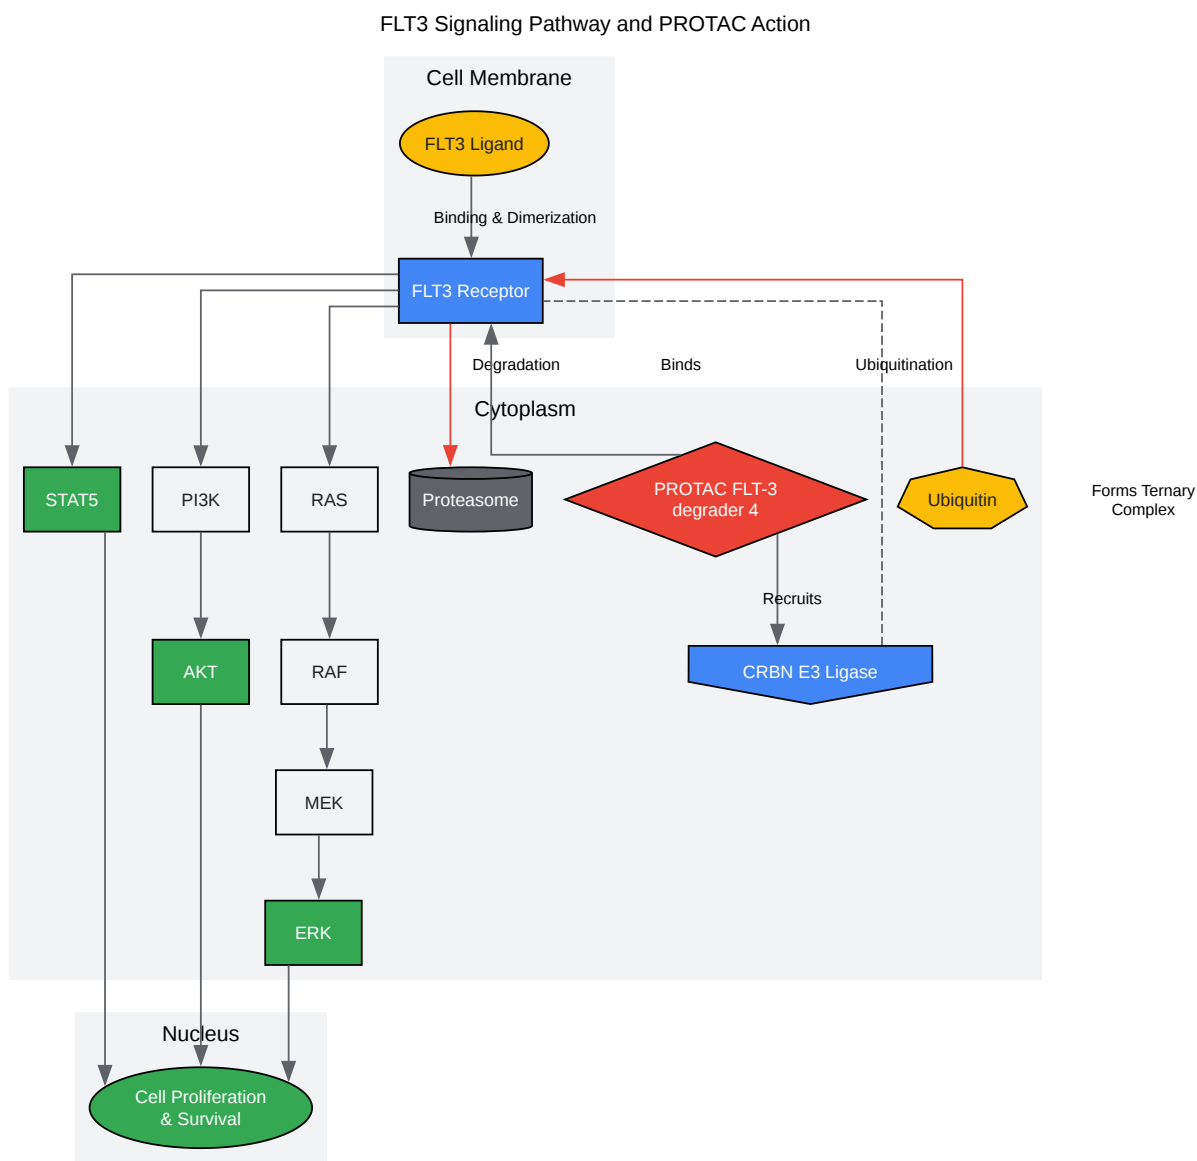 FLT3 Signaling Pathway and PROTAC Action
Cell Membrane
FLT3 Ligand
Binding & Dimerization
FLT3 Receptor
Degradation
Binds
Ubiquitination
Cytoplasm
STAT5
PI3K
RAS
Proteasome
PROTAC FLT-3
degrader 4
Ubiquitin
Forms Ternary
Complex
Recruits
AKT
RAF
CRBN E3 Ligase
MEK
ERK
Nucleus
Cell Proliferation
& Survival